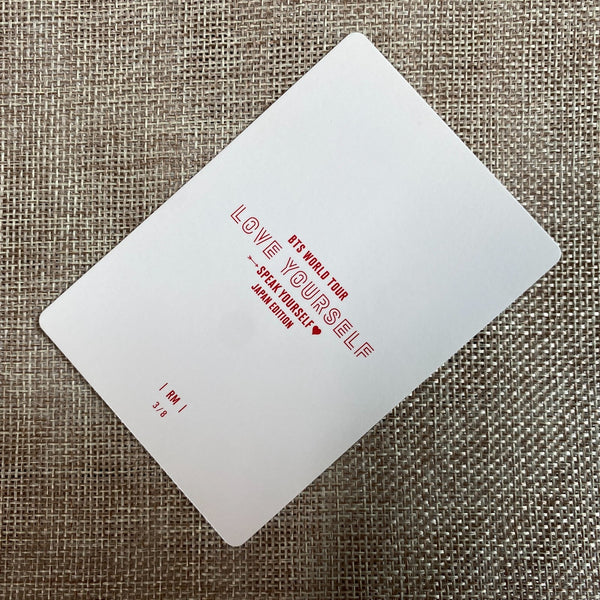 BTS WORLD TOUR
LOVE YOURSELF
SPEAK YOURSELF
JAPAN EDITION
| RM |
3/8